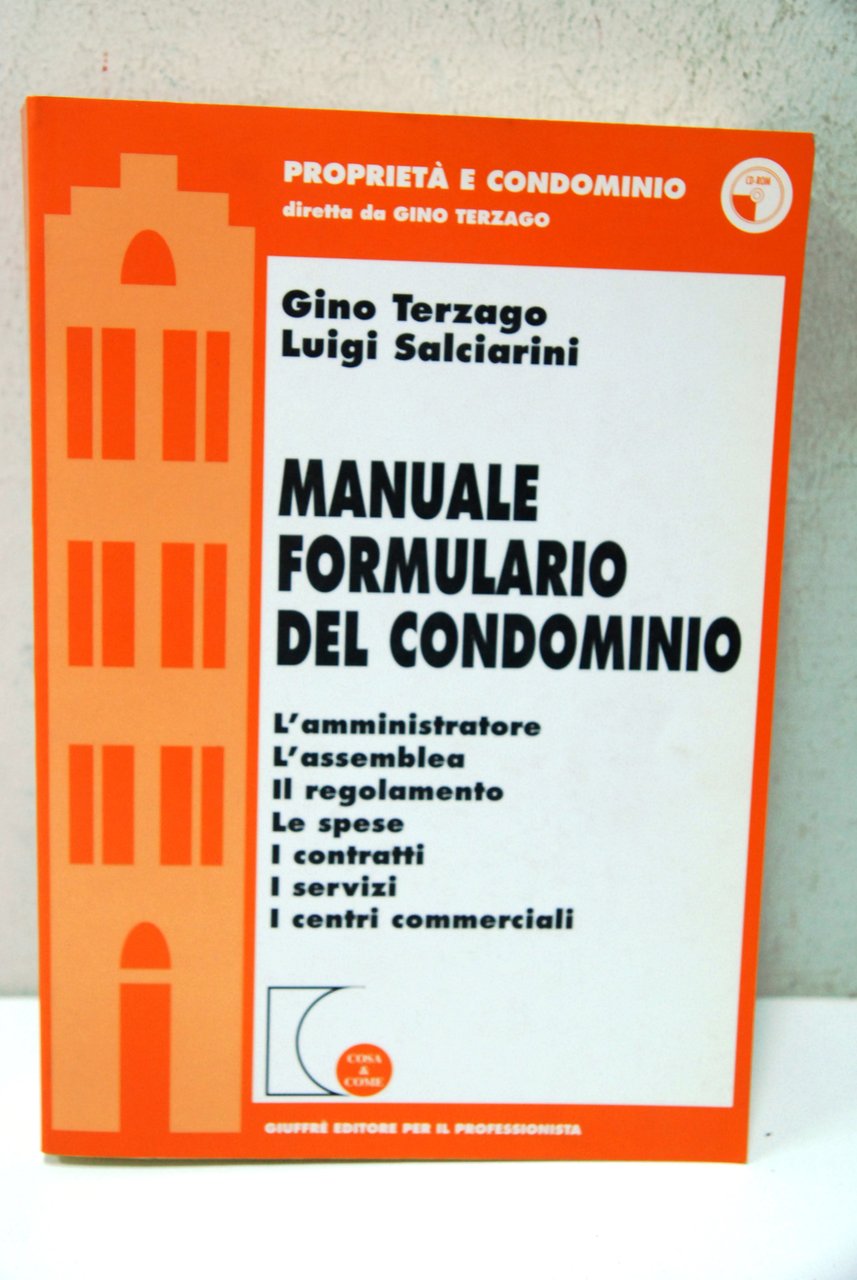 PROPRIETÀ E CONDOMINIO
diretta da GINO TERZAGO
CD-ROM
Gino Terzago
Luigi Salciarini
MANUALE
FORMULARIO
DEL CONDOMINIO
L'amministratore
L'assemblea
Il regolamento
Le spese
I contratti
I servizi
I centri commerciali
COSA
&
COME
GIUFFRÈ EDITORE PER IL PROFESSIONISTA